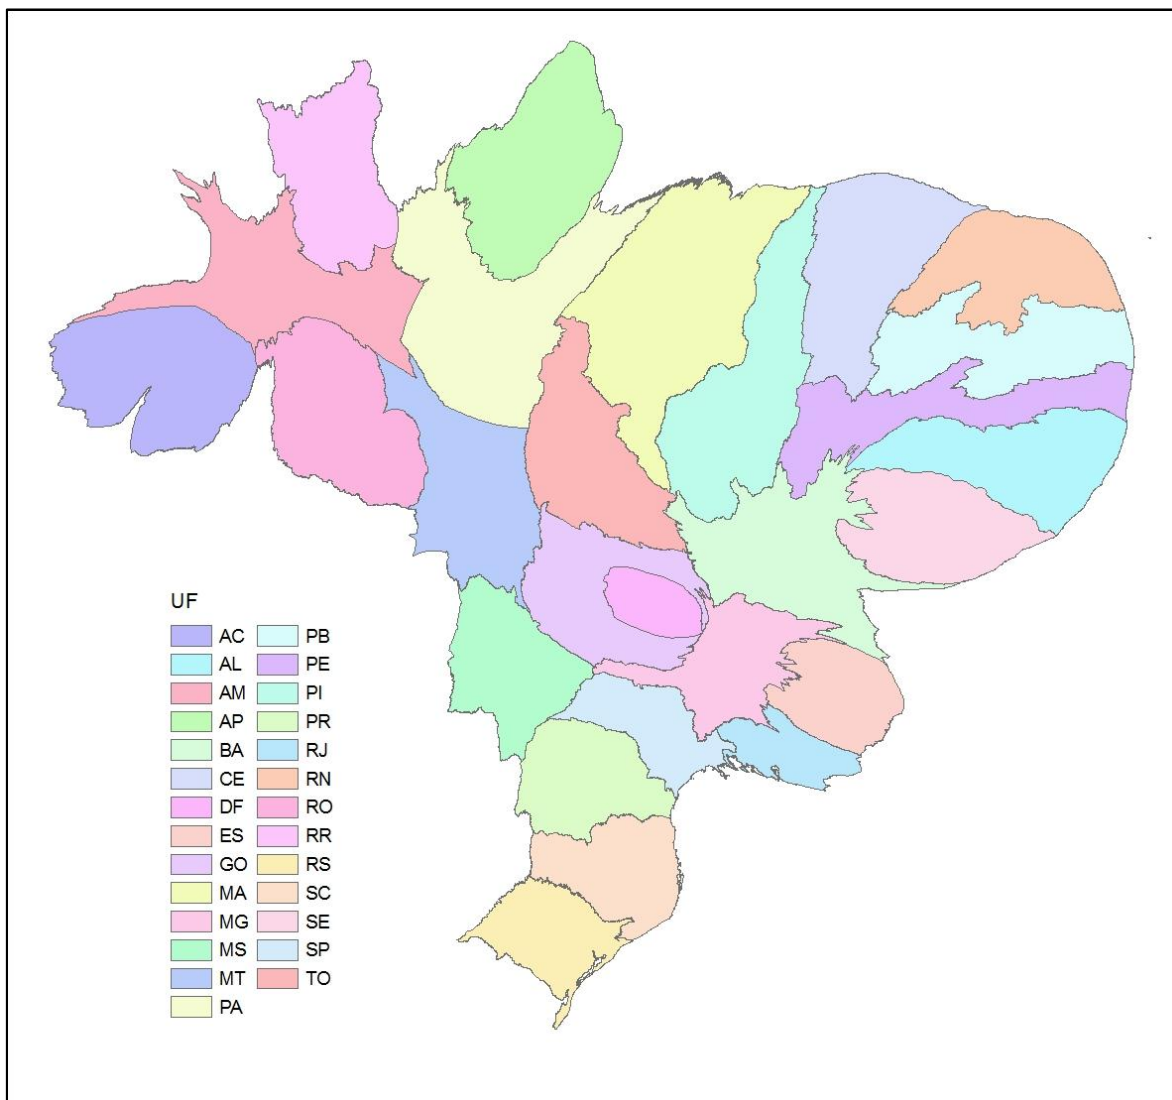 UF
AC PB
AL PE
AM PI
AP PR
BA RJ
CE RN
DF RO
ES RR
GO RS
MA SC
MG SE
MS SP
MT TO
PA